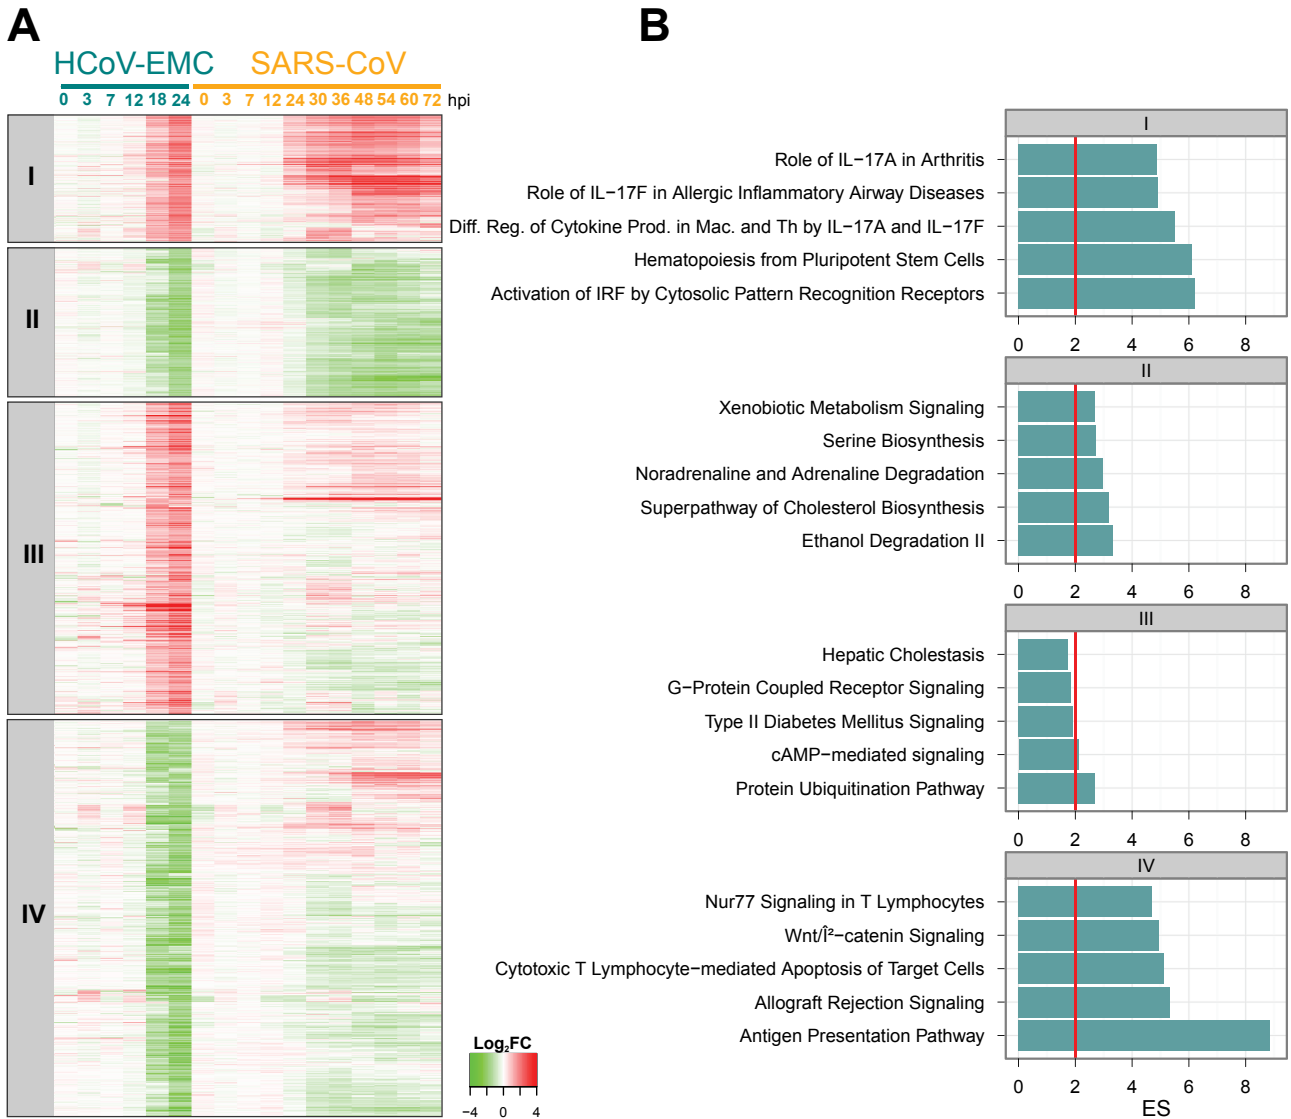 A
B
HCoV-EMC SARS-CoV
0 3 7 12 18 24 0 3 7 12 24 30 36 48 54 60 72 hpi
I
II
III
IV
Log₂FC
−4 0 4
I
Role of IL−17A in Arthritis
Role of IL−17F in Allergic Inflammatory Airway Diseases
Diff. Reg. of Cytokine Prod. in Mac. and Th by IL−17A and IL−17F
Hematopoiesis from Pluripotent Stem Cells
Activation of IRF by Cytosolic Pattern Recognition Receptors
0 2 4 6 8
II
Xenobiotic Metabolism Signaling
Serine Biosynthesis
Noradrenaline and Adrenaline Degradation
Superpathway of Cholesterol Biosynthesis
Ethanol Degradation II
0 2 4 6 8
III
Hepatic Cholestasis
G−Protein Coupled Receptor Signaling
Type II Diabetes Mellitus Signaling
cAMP−mediated signaling
Protein Ubiquitination Pathway
0 2 4 6 8
IV
Nur77 Signaling in T Lymphocytes
Wnt/Î²−catenin Signaling
Cytotoxic T Lymphocyte−mediated Apoptosis of Target Cells
Allograft Rejection Signaling
Antigen Presentation Pathway
0 2 4 6 8
ES